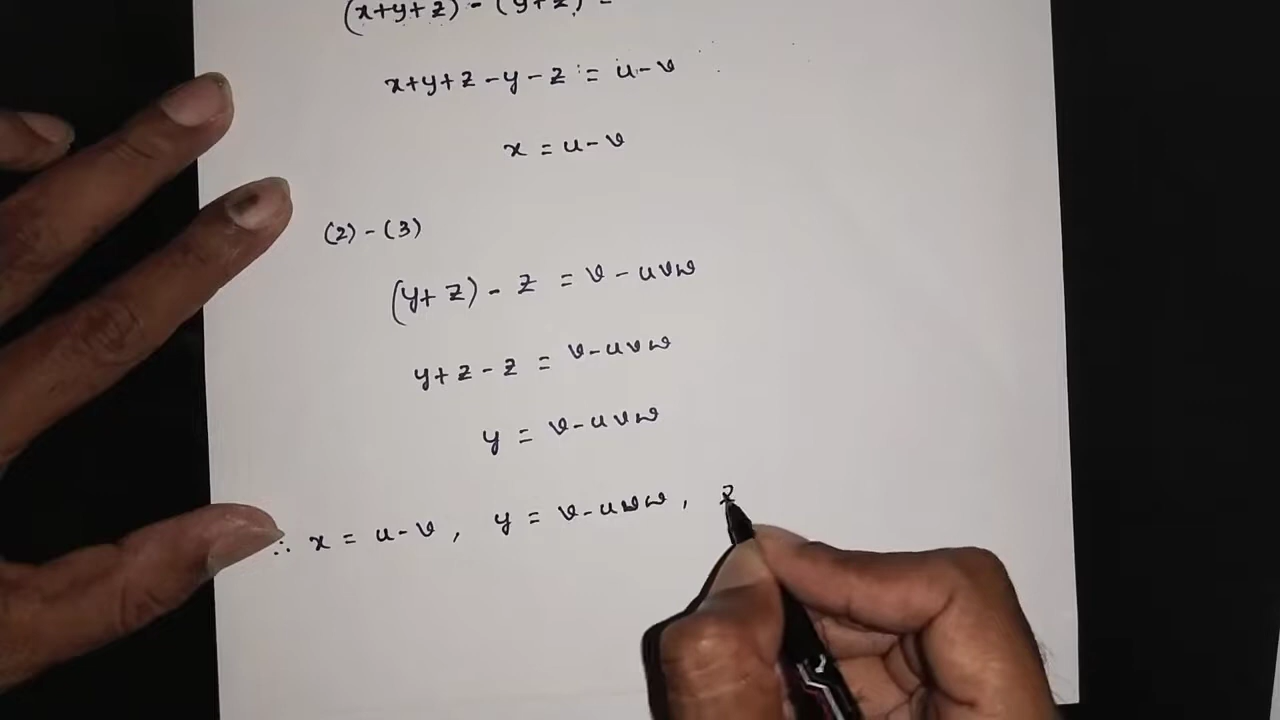 (x+y+z) - (y+z) =
x+y+z-y-z = u-v
x = u-v
(2) - (3)
(y+z) - z = v - uvw
y+z-z = v-uvw
y = v-uvw
∴ x = u-v, y = v-uvw, z